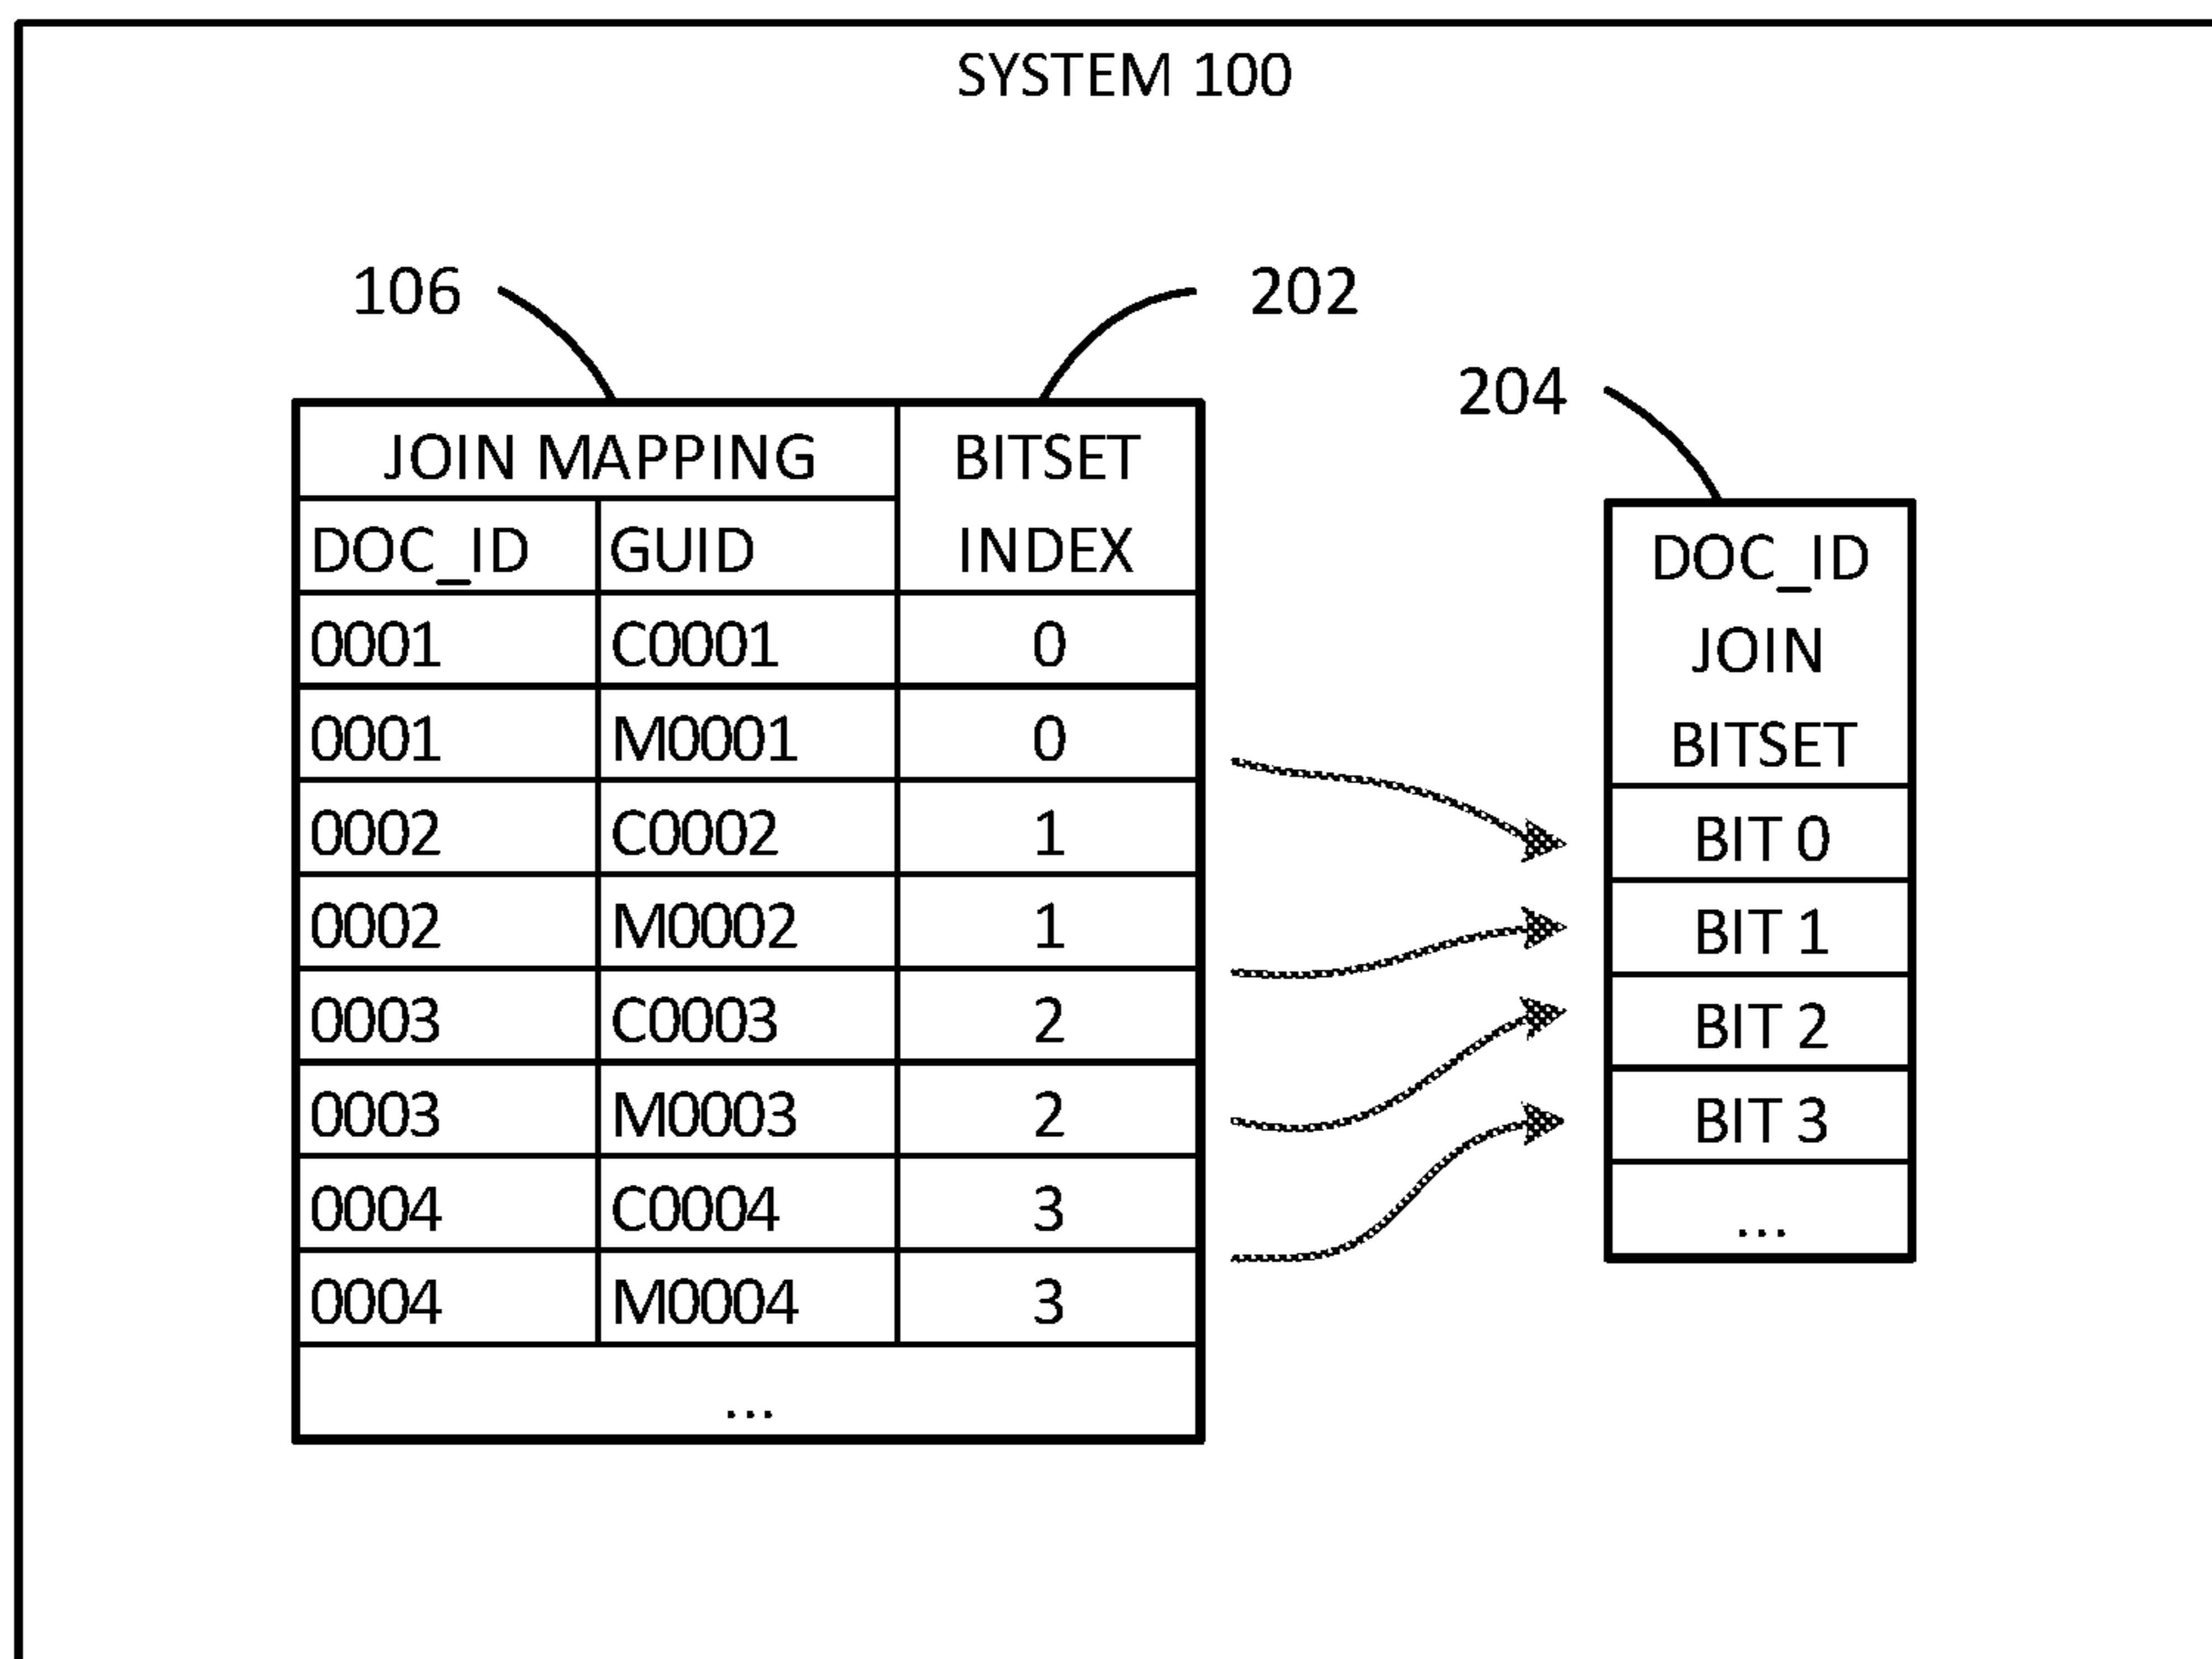 SYSTEM 100
106
202
204
JOIN MAPPING
BITSET
INDEX
DOC_ID GUID
0001 C0001 0
0001 M0001 0
0002 C0002 1
0002 M0002 1
0003 C0003 2
0003 M0003 2
0004 C0004 3
0004 M0004 3
...
DOC_ID
JOIN
BITSET
BIT 0
BIT 1
BIT 2
BIT 3
...